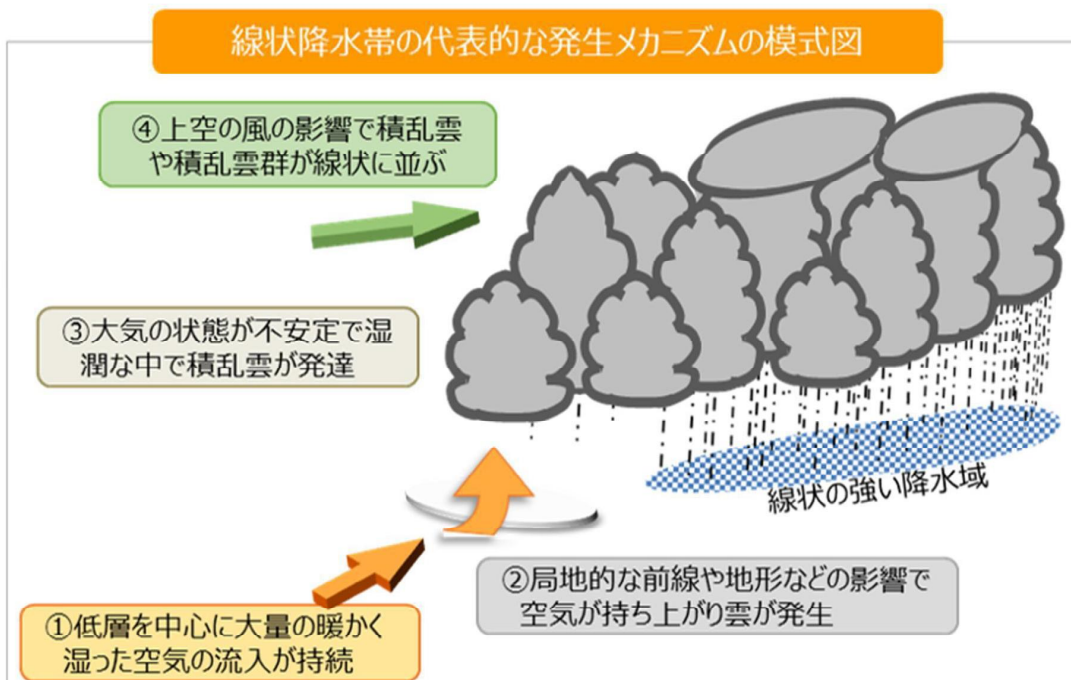 線状降水帯の代表的な発生メカニズムの模式図
④上空の風の影響で積乱雲
や積乱雲群が線状に並ぶ
③大気の状態が不安定で湿
潤な中で積乱雲が発達
線状の強い降水域
②局地的な前線や地形などの影響で
空気が持ち上がり雲が発生
①低層を中心に大量の暖かく
湿った空気の流入が持続